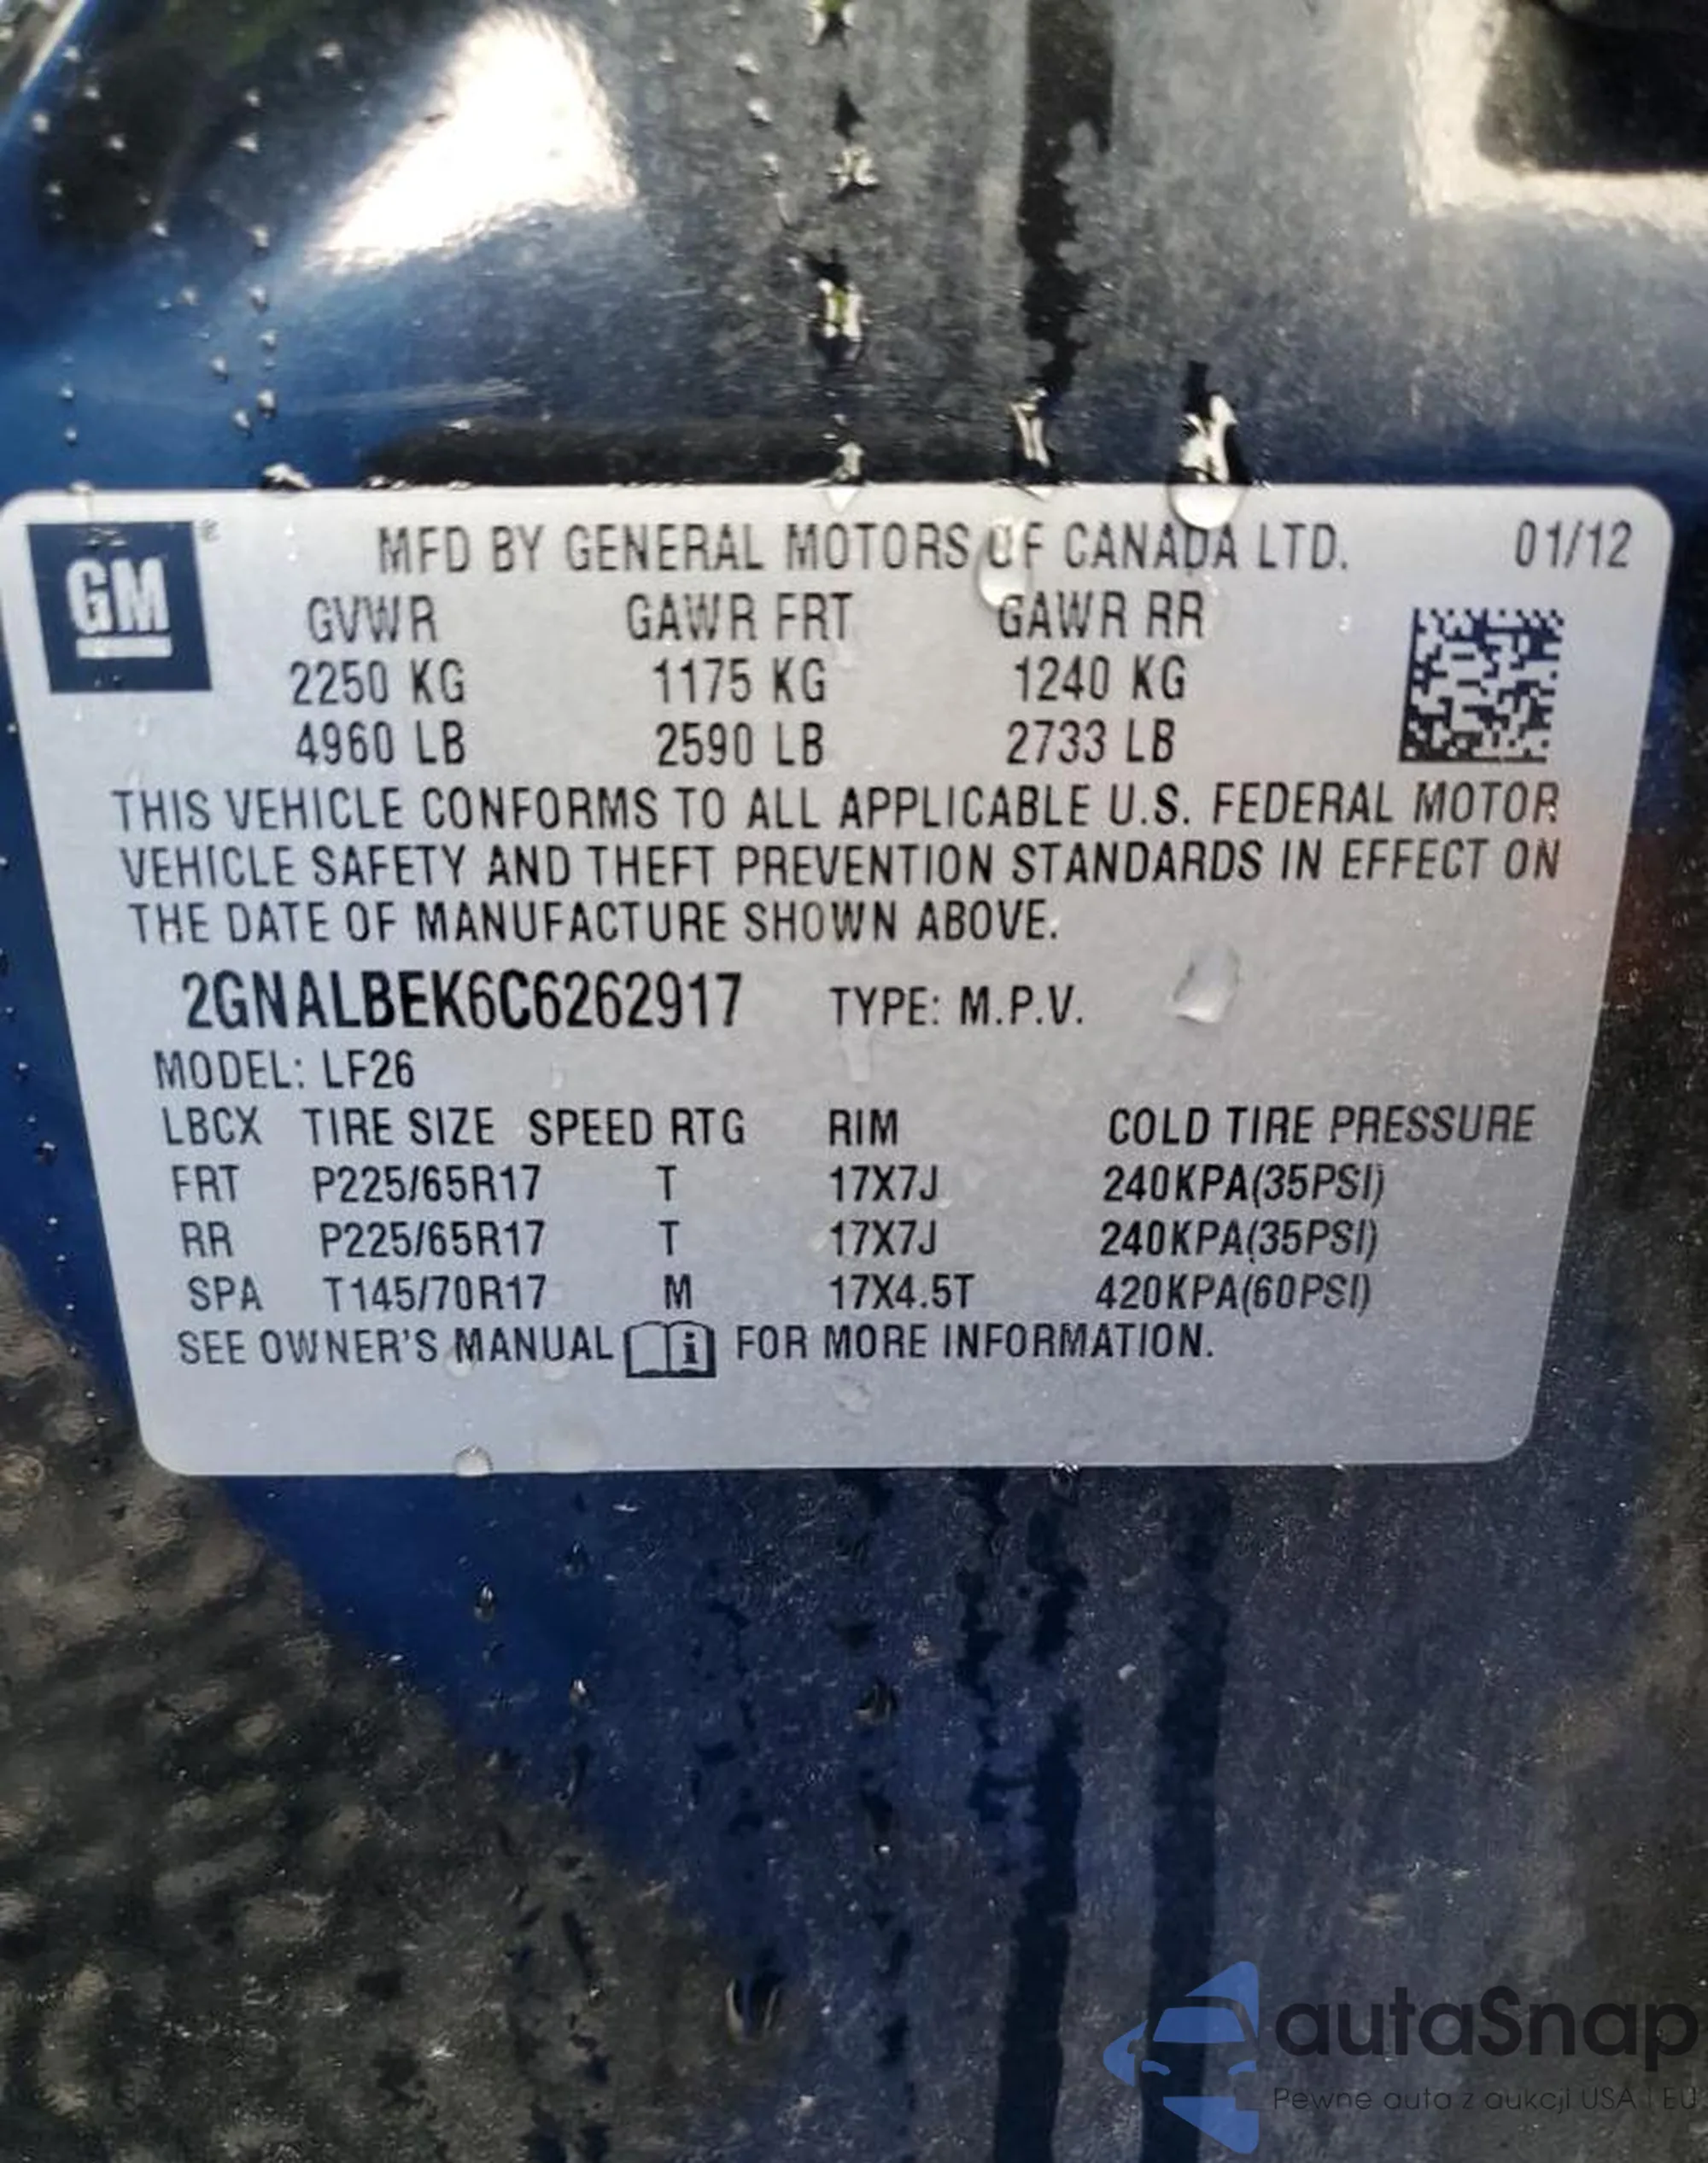 GM ® MFD BY GENERAL MOTORS OF CANADA LTD. 01/12
GVWR GAWR FRT GAWR RR
2250 KG 1175 KG 1240 KG
4960 LB 2590 LB 2733 LB
THIS VEHICLE CONFORMS TO ALL APPLICABLE U.S. FEDERAL MOTOR
VEHICLE SAFETY AND THEFT PREVENTION STANDARDS IN EFFECT ON
THE DATE OF MANUFACTURE SHOWN ABOVE.
2GNALBEK6C6262917 TYPE: M.P.V.
MODEL: LF26
LBCX TIRE SIZE SPEED RTG RIM COLD TIRE PRESSURE
FRT P225/65R17 T 17X7J 240KPA(35PSI)
RR P225/65R17 T 17X7J 240KPA(35PSI)
SPA T145/70R17 M 17X4.5T 420KPA(60PSI)
SEE OWNER'S MANUAL i FOR MORE INFORMATION.
autaSnap
Pewne auta z aukcji USA i EU